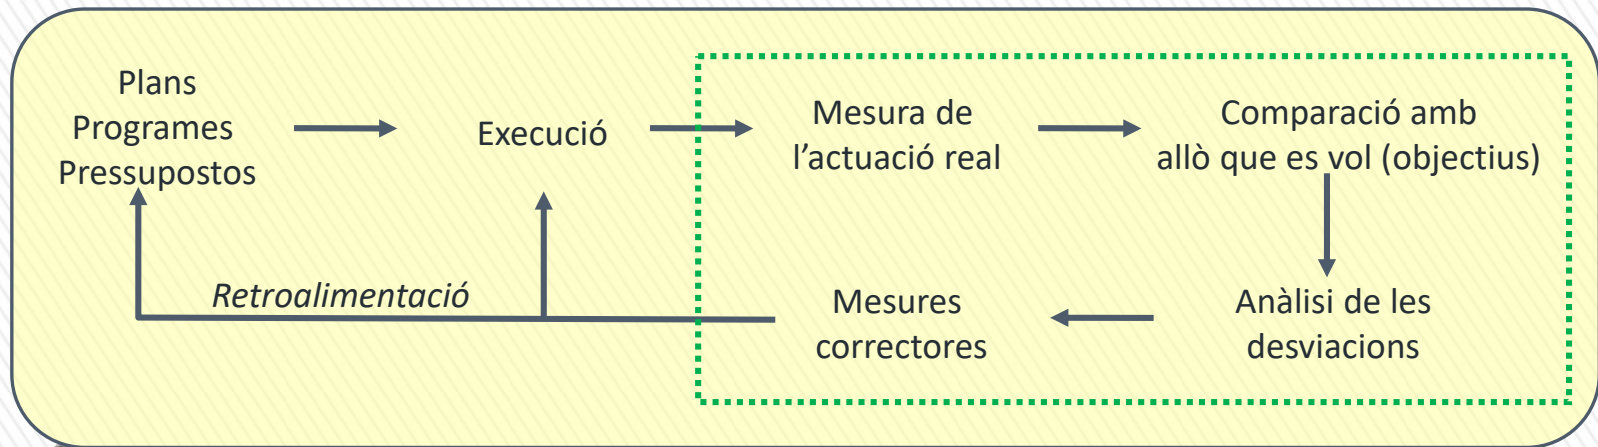 Plans
Programes
Pressupostos
Execució
Mesura de
l’actuació real
Comparació amb
allò que es vol (objectius)
Retroalimentació
Mesures
correctores
Anàlisi de les
desviacions